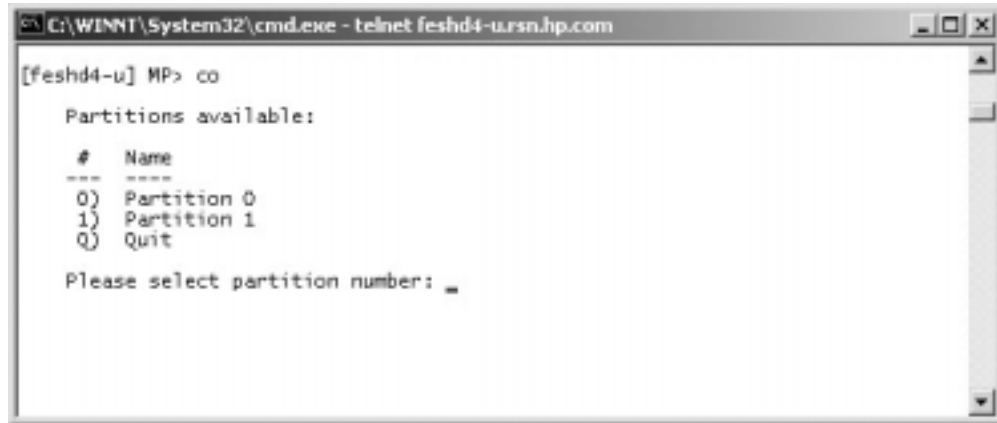 C:\WINNT\System32\cmd.exe - telnet feshd4-u.rsn.hp.com
[feshd4-u] MP> co
Partitions available:
#   Name
---  ----
0)  Partition 0
1)  Partition 1
Q)  Quit
Please select partition number: _